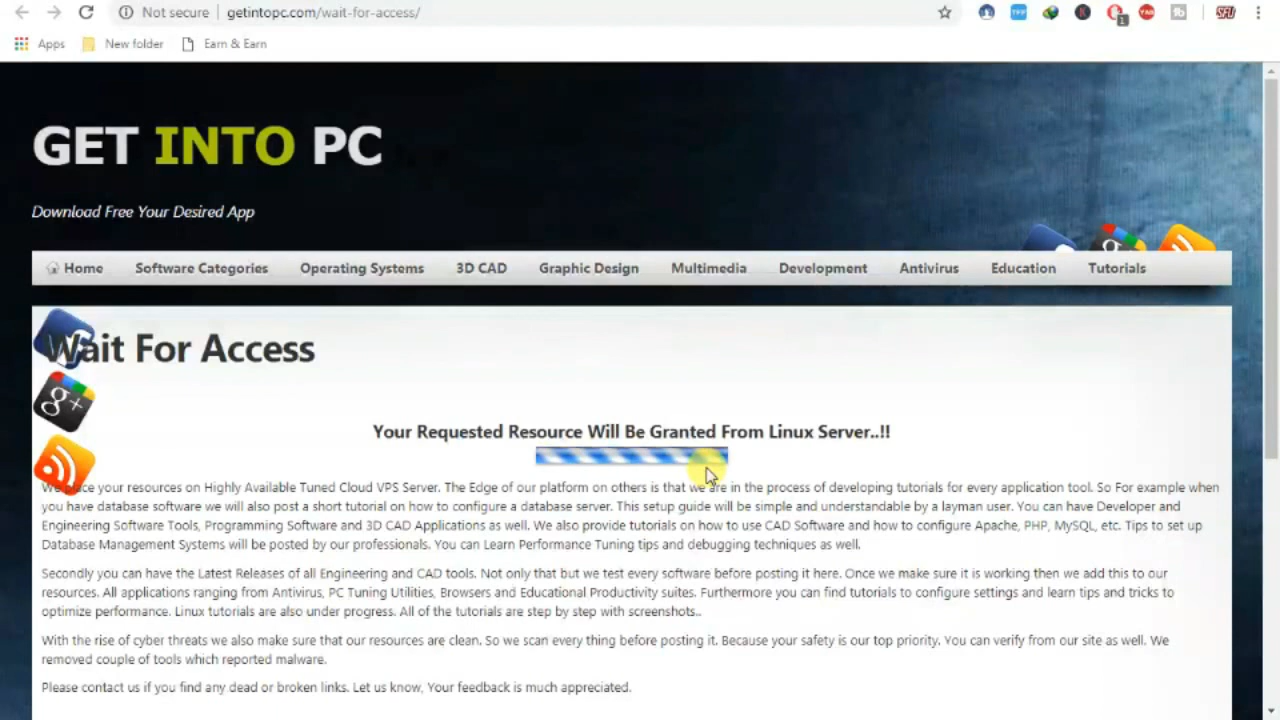 Not secure | getintopc.com/wait-for-access/
Apps New folder Earn & Earn
GET INTO PC
Download Free Your Desired App
Home Software Categories Operating Systems 3D CAD Graphic Design Multimedia Development Antivirus Education Tutorials
Wait For Access
Your Requested Resource Will Be Granted From Linux Server..!!
We place your resources on Highly Available Tuned Cloud VPS Server. The Edge of our platform on others is that we are in the process of developing tutorials for every application tool. So For example when
you have database software we will also post a short tutorial on how to configure a database server. This setup guide will be simple and understandable by a layman user. You can have Developer and
Engineering Software Tools, Programming Software and 3D CAD Applications as well. We also provide tutorials on how to use CAD Software and how to configure Apache, PHP, MySQL, etc. Tips to set up
Database Management Systems will be posted by our professionals. You can Learn Performance Tuning tips and debugging techniques as well.
Secondly you can have the Latest Releases of all Engineering and CAD tools. Not only that but we test every software before posting it here. Once we make sure it is working then we add this to our
resources. All applications ranging from Antivirus, PC Tuning Utilities, Browsers and Educational Productivity suites. Furthermore you can find tutorials to configure settings and learn tips and tricks to
optimize performance. Linux tutorials are also under progress. All of the tutorials are step by step with screenshots..
With the rise of cyber threats we also make sure that our resources are clean. So we scan every thing before posting it. Because your safety is our top priority. You can verify from our site as well. We
removed couple of tools which reported malware.
Please contact us if you find any dead or broken links. Let us know, Your feedback is much appreciated.